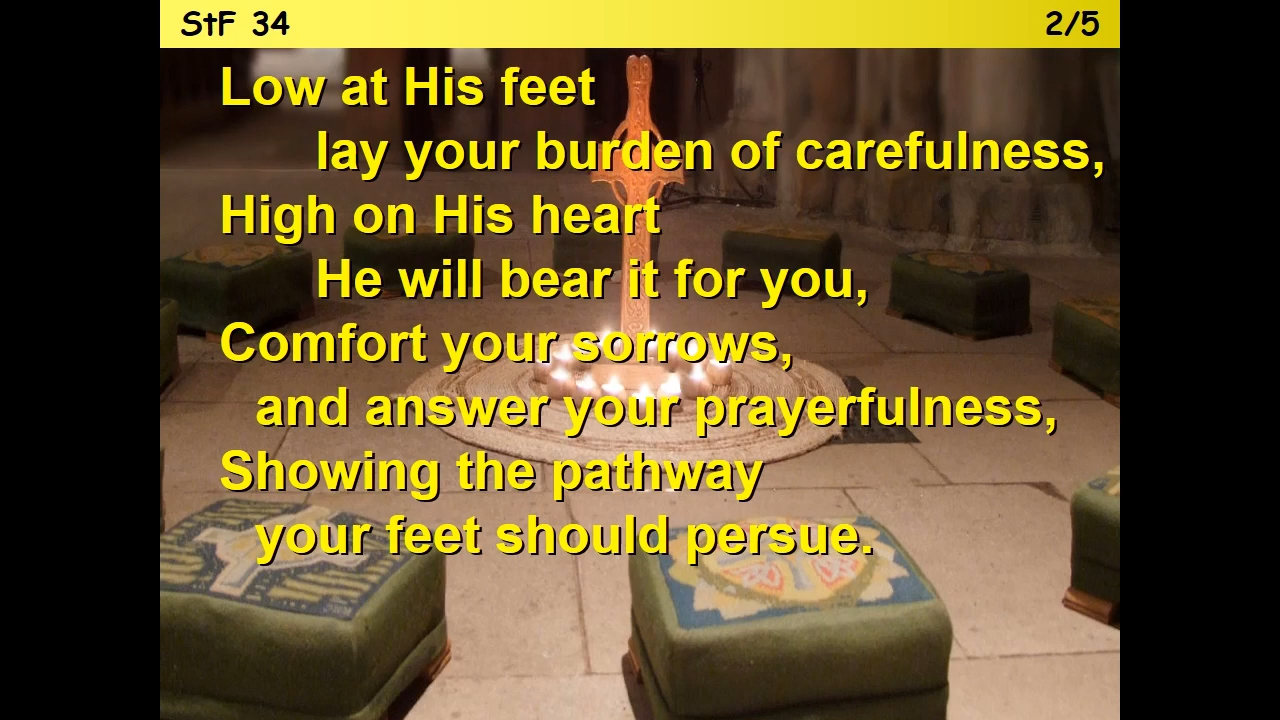 StF 34 2/5
Low at His feet
lay your burden of carefulness,
High on His heart
He will bear it for you,
Comfort your sorrows,
and answer your prayerfulness,
Showing the pathway
your feet should persue.